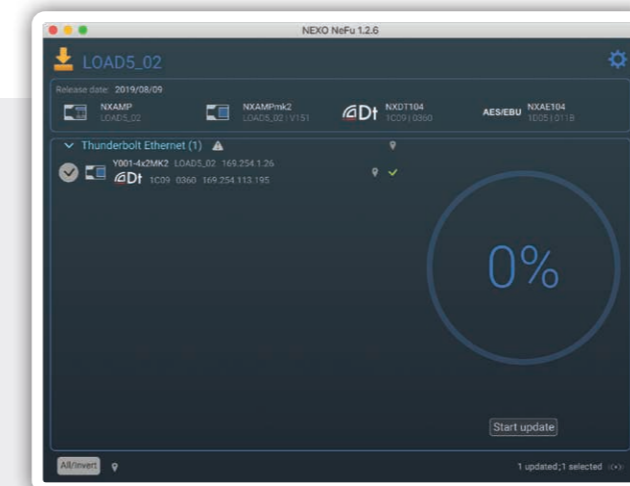 NEXO NeFu 1.2.6
LOAD5_02
Release date: 2019/08/09
NXAMP
LOAD5_02
NXAMPmk2
LOAD5_02 | V151
Dt
NXDT104
1C09 | 0360
AES/EBU
NXAE104
1D05 | 011B
Thunderbolt Ethernet (1)
Y001-4x2MK2 LOAD5_02 169.254.1.26
Dt 1C09 0360 169.254.113.195
0%
Start update
All/Invert
1 updated;1 selected